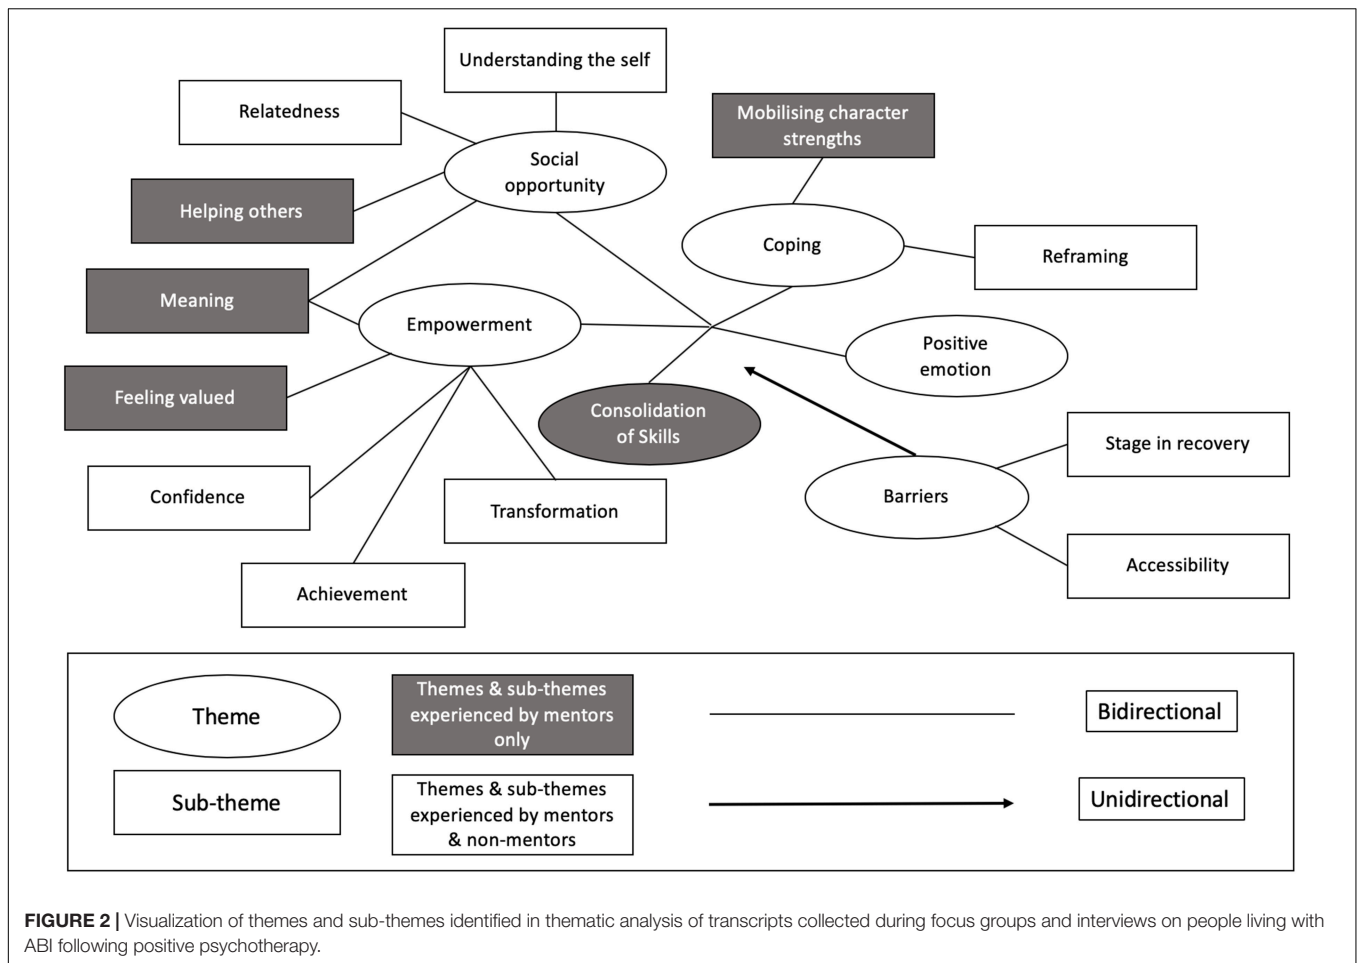 Understanding the self
Relatedness
Mobilising character
strengths
Social
opportunity
Helping others
Coping
Reframing
Meaning
Empowerment
Positive
emotion
Feeling valued
Consolidation
of Skills
Stage in recovery
Confidence
Transformation
Barriers
Accessibility
Achievement
Theme
Themes & sub-themes
experienced by mentors
only
Bidirectional
Sub-theme
Themes & sub-themes
experienced by mentors
& non-mentors
Unidirectional
FIGURE 2 | Visualization of themes and sub-themes identified in thematic analysis of transcripts collected during focus groups and interviews on people living with
ABI following positive psychotherapy.